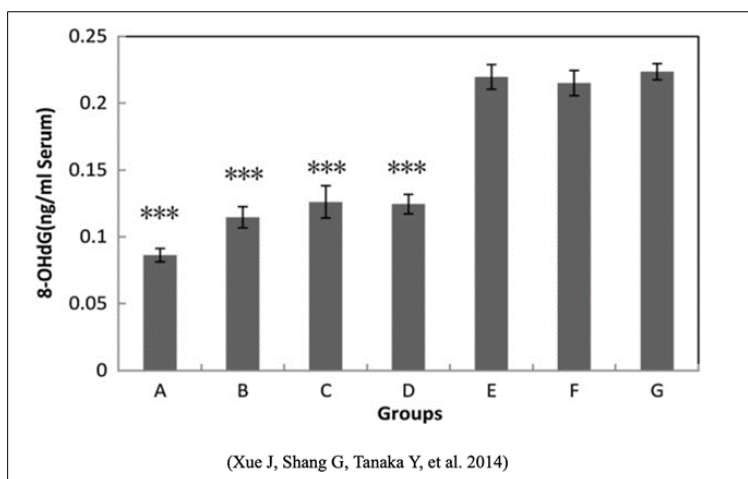 0.25
0.2
0.15
0.1
0.05
0
8-OHdG(ng/ml Serum)
*** *** *** ***
A B C D E F G
Groups
(Xue J, Shang G, Tanaka Y, et al. 2014)